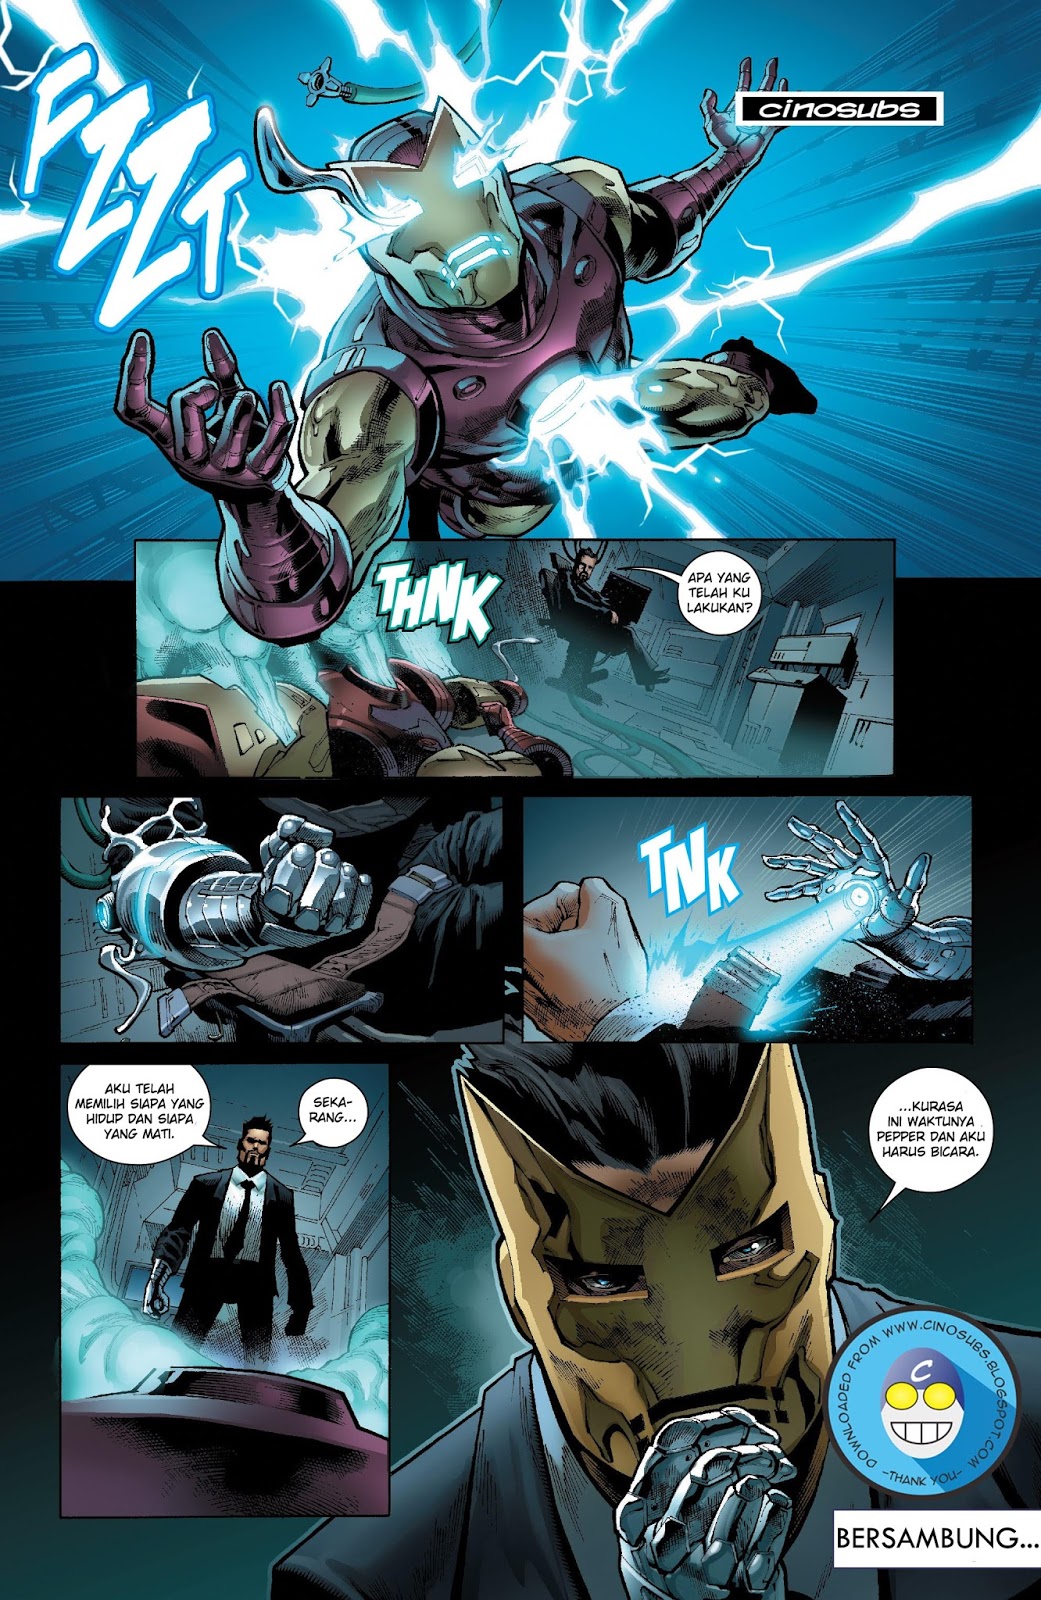 FZZT
cinosubs
THNK
APA YANG
TELAH KU
LAKUKAN?
TNK
AKU TELAH
MEMILIH SIAPA YANG
HIDUP DAN SIAPA
YANG MATI.
SEKA-
RANG...
...KURASA
INI WAKTUNYA
PEPPER DAN AKU
HARUS BICARA.
DOWNLOADED FROM WWW.CINOSUBS.BLOGSPOT.COM
C
-THANK YOU-
BERSAMBUNG...